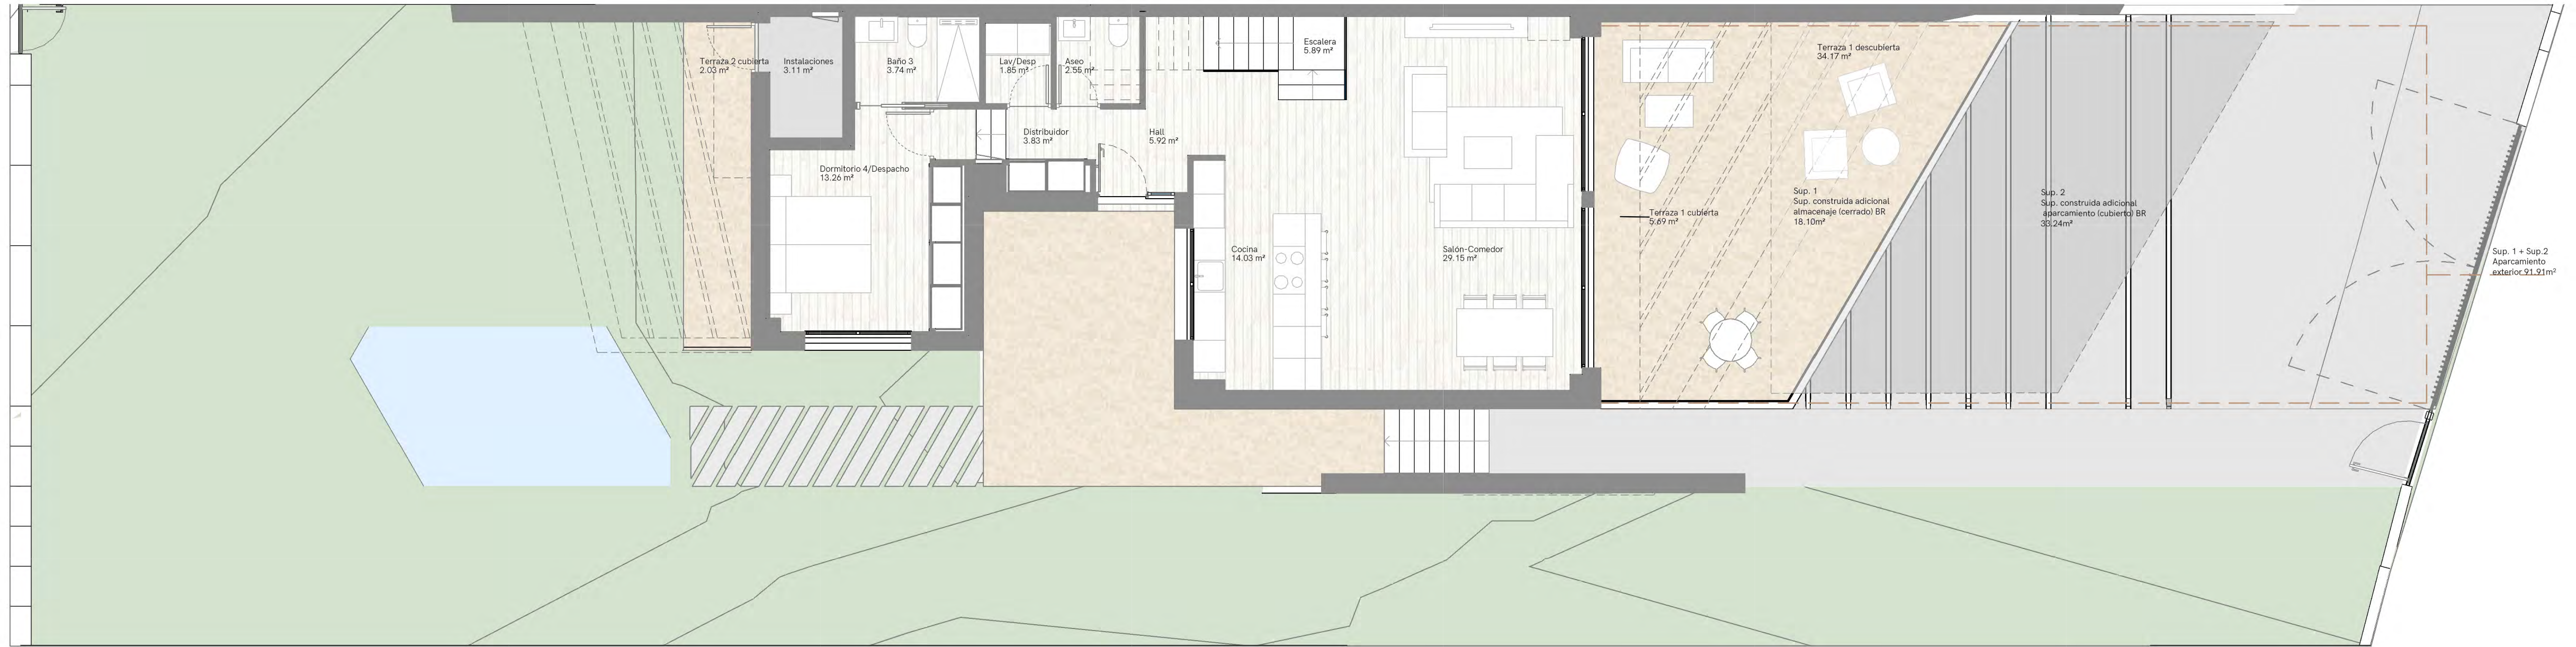 Terraza 2 cubierta
2.03 m²
Instalaciones
3.11 m²
Baño 3
3.74 m²
Lav/Desp
1.85 m²
Aseo
2.55 m²
Escalera
5.89 m²
Terraza 1 descubierta
34.17 m²
Distribuidor
3.83 m²
Hall
5.92 m²
Dormitorio 4/Despacho
13.26 m²
Terraza 1 cubierta
5.69 m²
Sup. 1
Sup. construida adicional
almacenaje (cerrado) BR
18.10m²
Sup. 2
Sup. construida adicional
aparcamiento (cubierto) BR
33.24m²
Cocina
14.03 m²
Salón-Comedor
29.15 m²
Sup. 1 + Sup.2
Aparcamiento
exterior 91.91m²